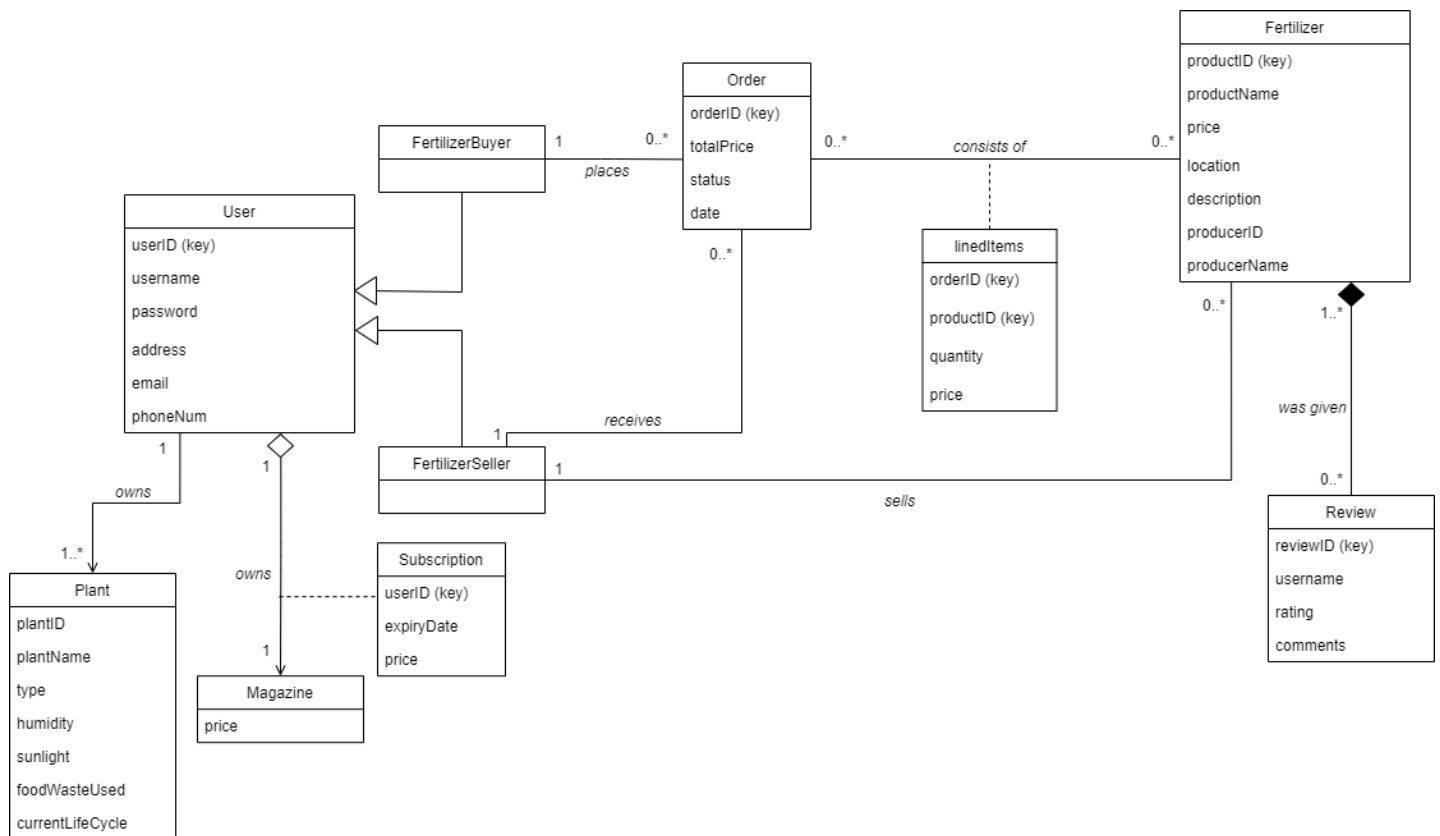 Fertilizer
productID (key)
productName
price
location
description
producerID
producerName
Order
orderID (key)
totalPrice
status
date
FertilizerBuyer
1
0..*
places
0..*
consists of
0..*
User
userID (key)
username
password
address
email
phoneNum
linedItems
orderID (key)
productID (key)
quantity
price
0..*
0..*
1..*
receives
1
was given
FertilizerSeller
1
sells
0..*
1
1
owns
1..*
Review
reviewID (key)
username
rating
comments
Subscription
userID (key)
expiryDate
price
owns
1
Plant
plantID
plantName
type
humidity
sunlight
foodWasteUsed
currentLifeCycle
Magazine
price